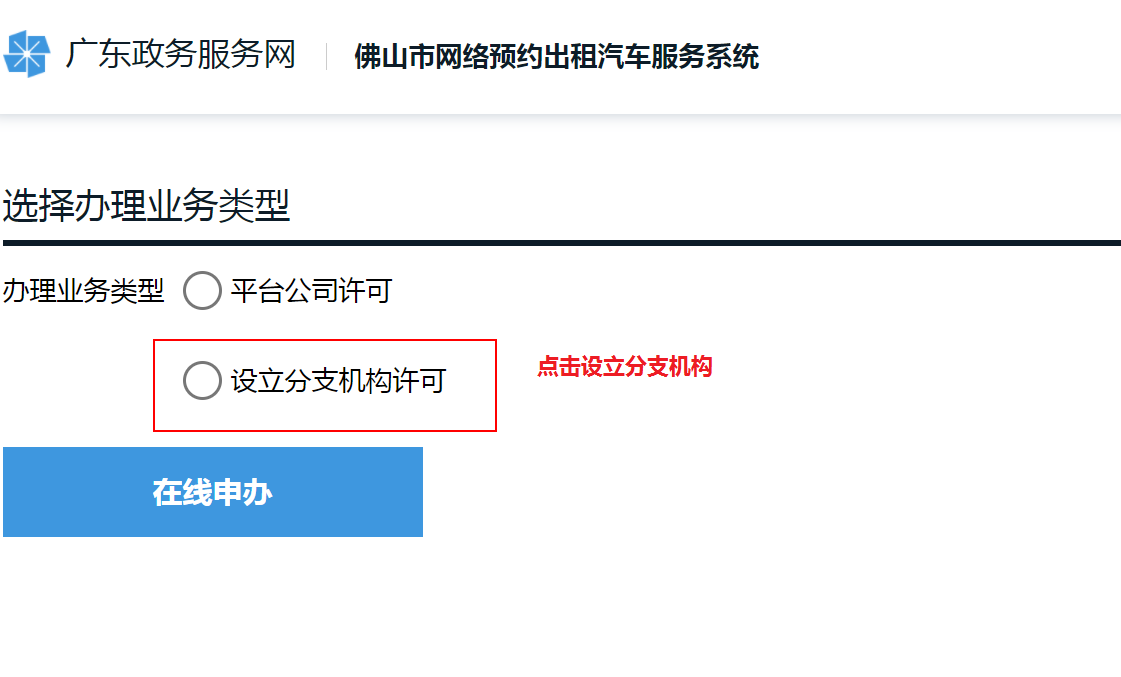 广东政务服务网 佛山市网络预约出租汽车服务系统
选择办理业务类型
办理业务类型 平台公司许可
设立分支机构许可 点击设立分支机构
在线申办